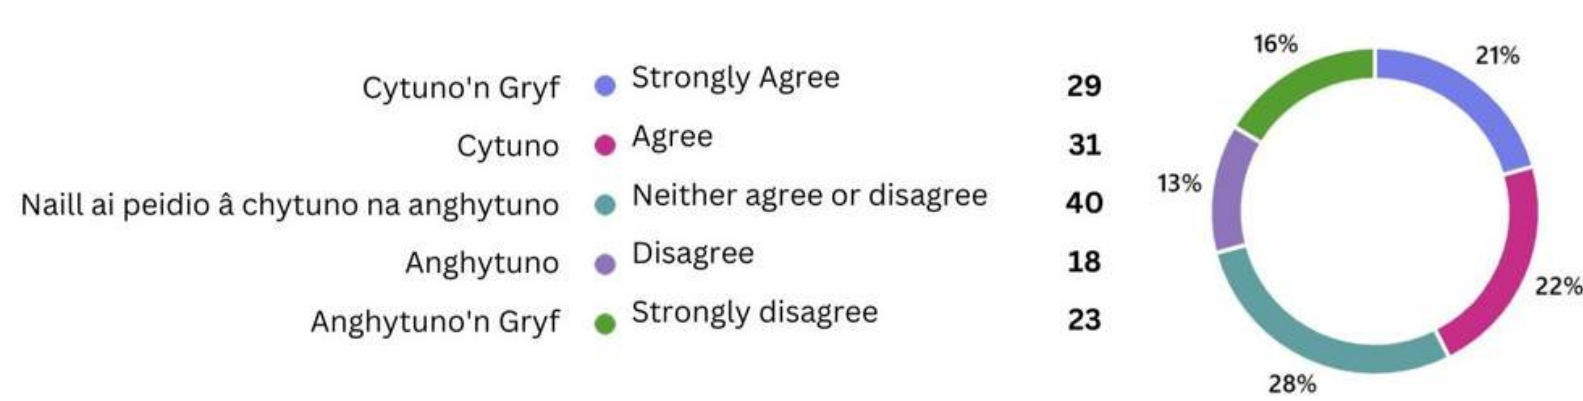 Cytuno'n Gryf Strongly Agree 29
Cytuno Agree 31
Naill ai peidio â chytuno na anghytuno Neither agree or disagree 40
Anghytuno Disagree 18
Anghytuno'n Gryf Strongly disagree 23
16%
21%
13%
22%
28%